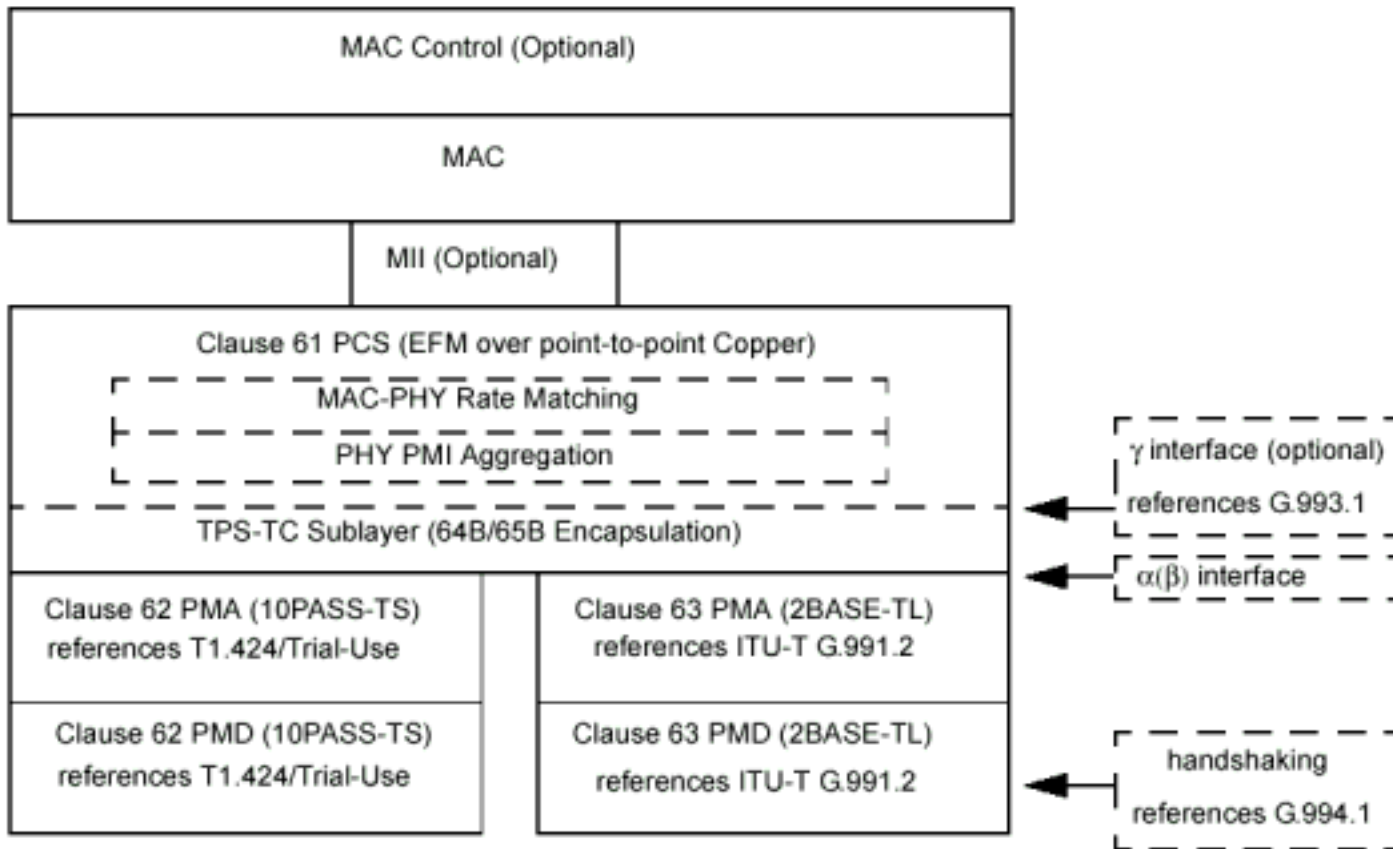 MAC Control (Optional)
MAC
MII (Optional)
Clause 61 PCS (EFM over point-to-point Copper)
MAC-PHY Rate Matching
PHY PMI Aggregation
TPS-TC Sublayer (64B/65B Encapsulation)
γ interface (optional)
references G.993.1
α(β) interface
Clause 62 PMA (10PASS-TS)
references T1.424/Trial-Use
Clause 63 PMA (2BASE-TL)
references ITU-T G.991.2
Clause 62 PMD (10PASS-TS)
references T1.424/Trial-Use
Clause 63 PMD (2BASE-TL)
references ITU-T G.991.2
handshaking
references G.994.1